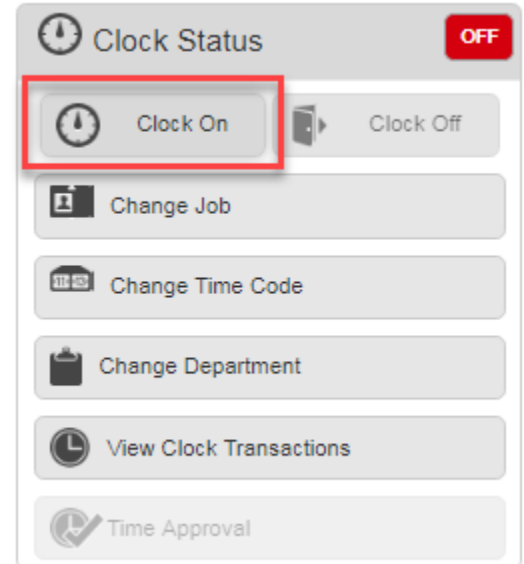 Clock Status OFF
Clock On Clock Off
Change Job
Change Time Code
Change Department
View Clock Transactions
Time Approval